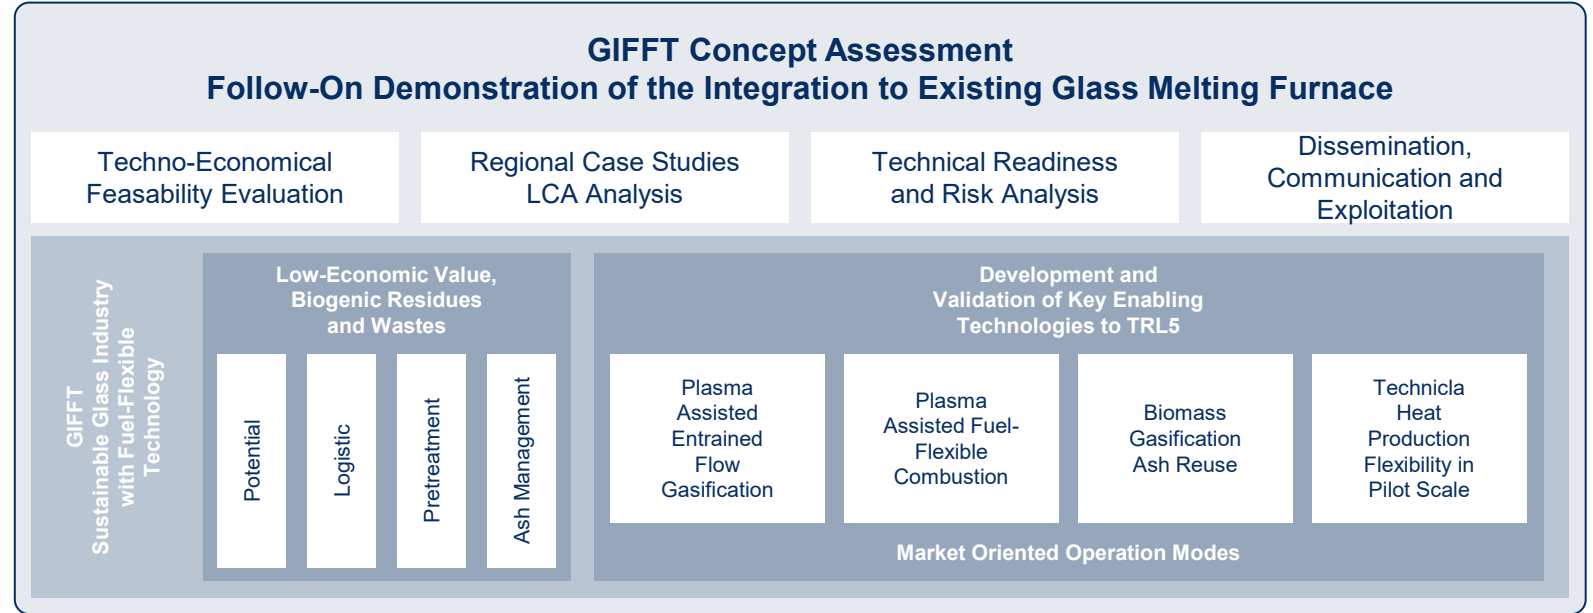 GIFFT Concept Assessment
Follow-On Demonstration of the Integration to Existing Glass Melting Furnace
Techno-Economical
Feasability Evaluation
Regional Case Studies
LCA Analysis
Technical Readiness
and Risk Analysis
Dissemination,
Communication and
Exploitation
GIFFT
Sustainable Glass Industry
with Fuel-Flexible
Technology
Low-Economic Value,
Biogenic Residues
and Wastes
Potential
Logistic
Pretreatment
Ash Management
Development and
Validation of Key Enabling
Technologies to TRL5
Plasma
Assisted
Entrained
Flow
Gasification
Plasma
Assisted Fuel-
Flexible
Combustion
Biomass
Gasification
Ash Reuse
Technicla
Heat
Production
Flexibility in
Pilot Scale
Market Oriented Operation Modes